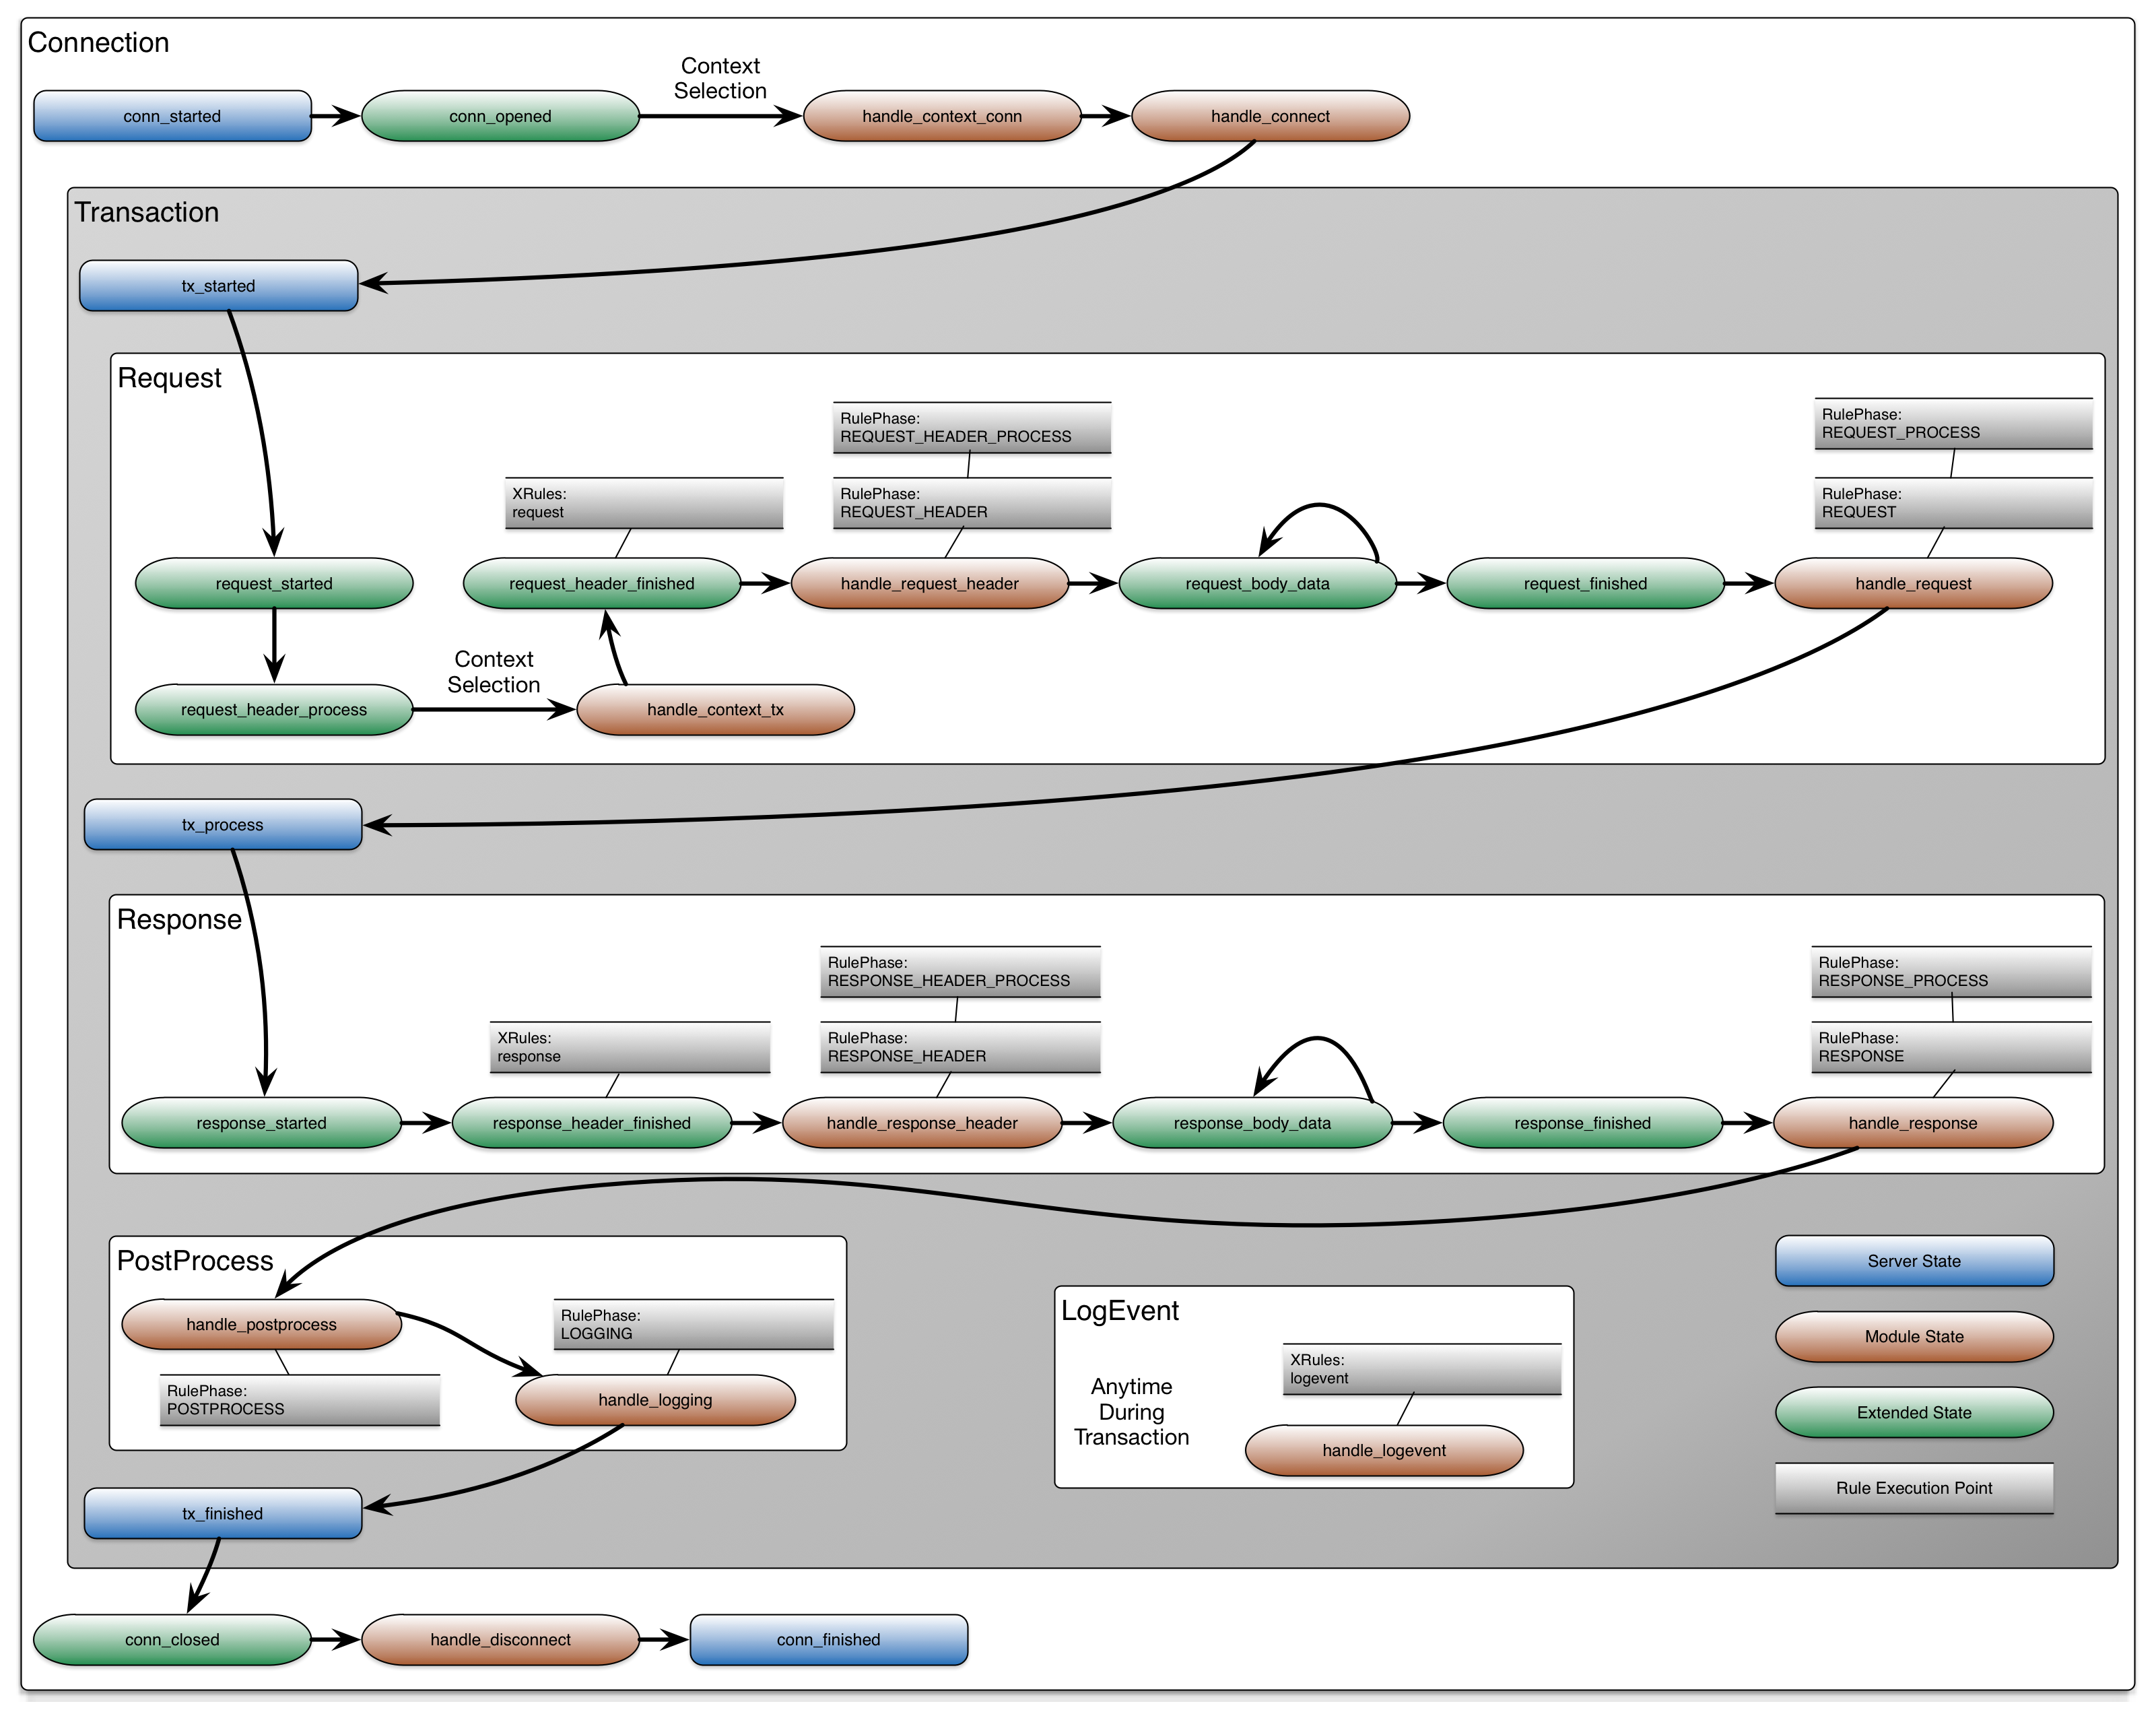 Connection
Context
Selection
conn_started
conn_opened
handle_context_conn
handle_connect
Transaction
tx_started
Request
RulePhase:
REQUEST_HEADER_PROCESS
RulePhase:
REQUEST_PROCESS
XRules:
request
RulePhase:
REQUEST_HEADER
RulePhase:
REQUEST
request_started
request_header_finished
handle_request_header
request_body_data
request_finished
handle_request
Context
Selection
request_header_process
handle_context_tx
tx_process
Response
RulePhase:
RESPONSE_HEADER_PROCESS
RulePhase:
RESPONSE_PROCESS
XRules:
response
RulePhase:
RESPONSE_HEADER
RulePhase:
RESPONSE
response_started
response_header_finished
handle_response_header
response_body_data
response_finished
handle_response
PostProcess
handle_postprocess
RulePhase:
LOGGING
RulePhase:
POSTPROCESS
handle_logging
LogEvent
XRules:
logevent
Anytime
During
Transaction
handle_logevent
Server State
Module State
Extended State
Rule Execution Point
tx_finished
conn_closed
handle_disconnect
conn_finished